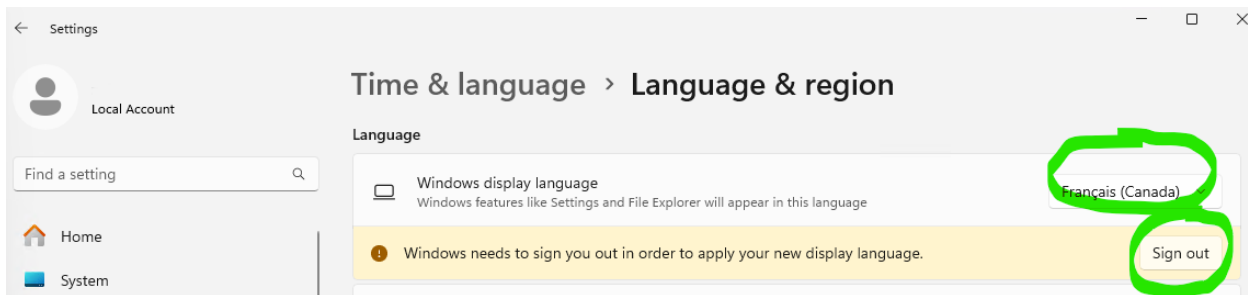 Settings
Local Account
Find a setting
Home
System
Time & language > Language & region
Language
Windows display language
Windows features like Settings and File Explorer will appear in this language
Français (Canada)
Windows needs to sign you out in order to apply your new display language.
Sign out